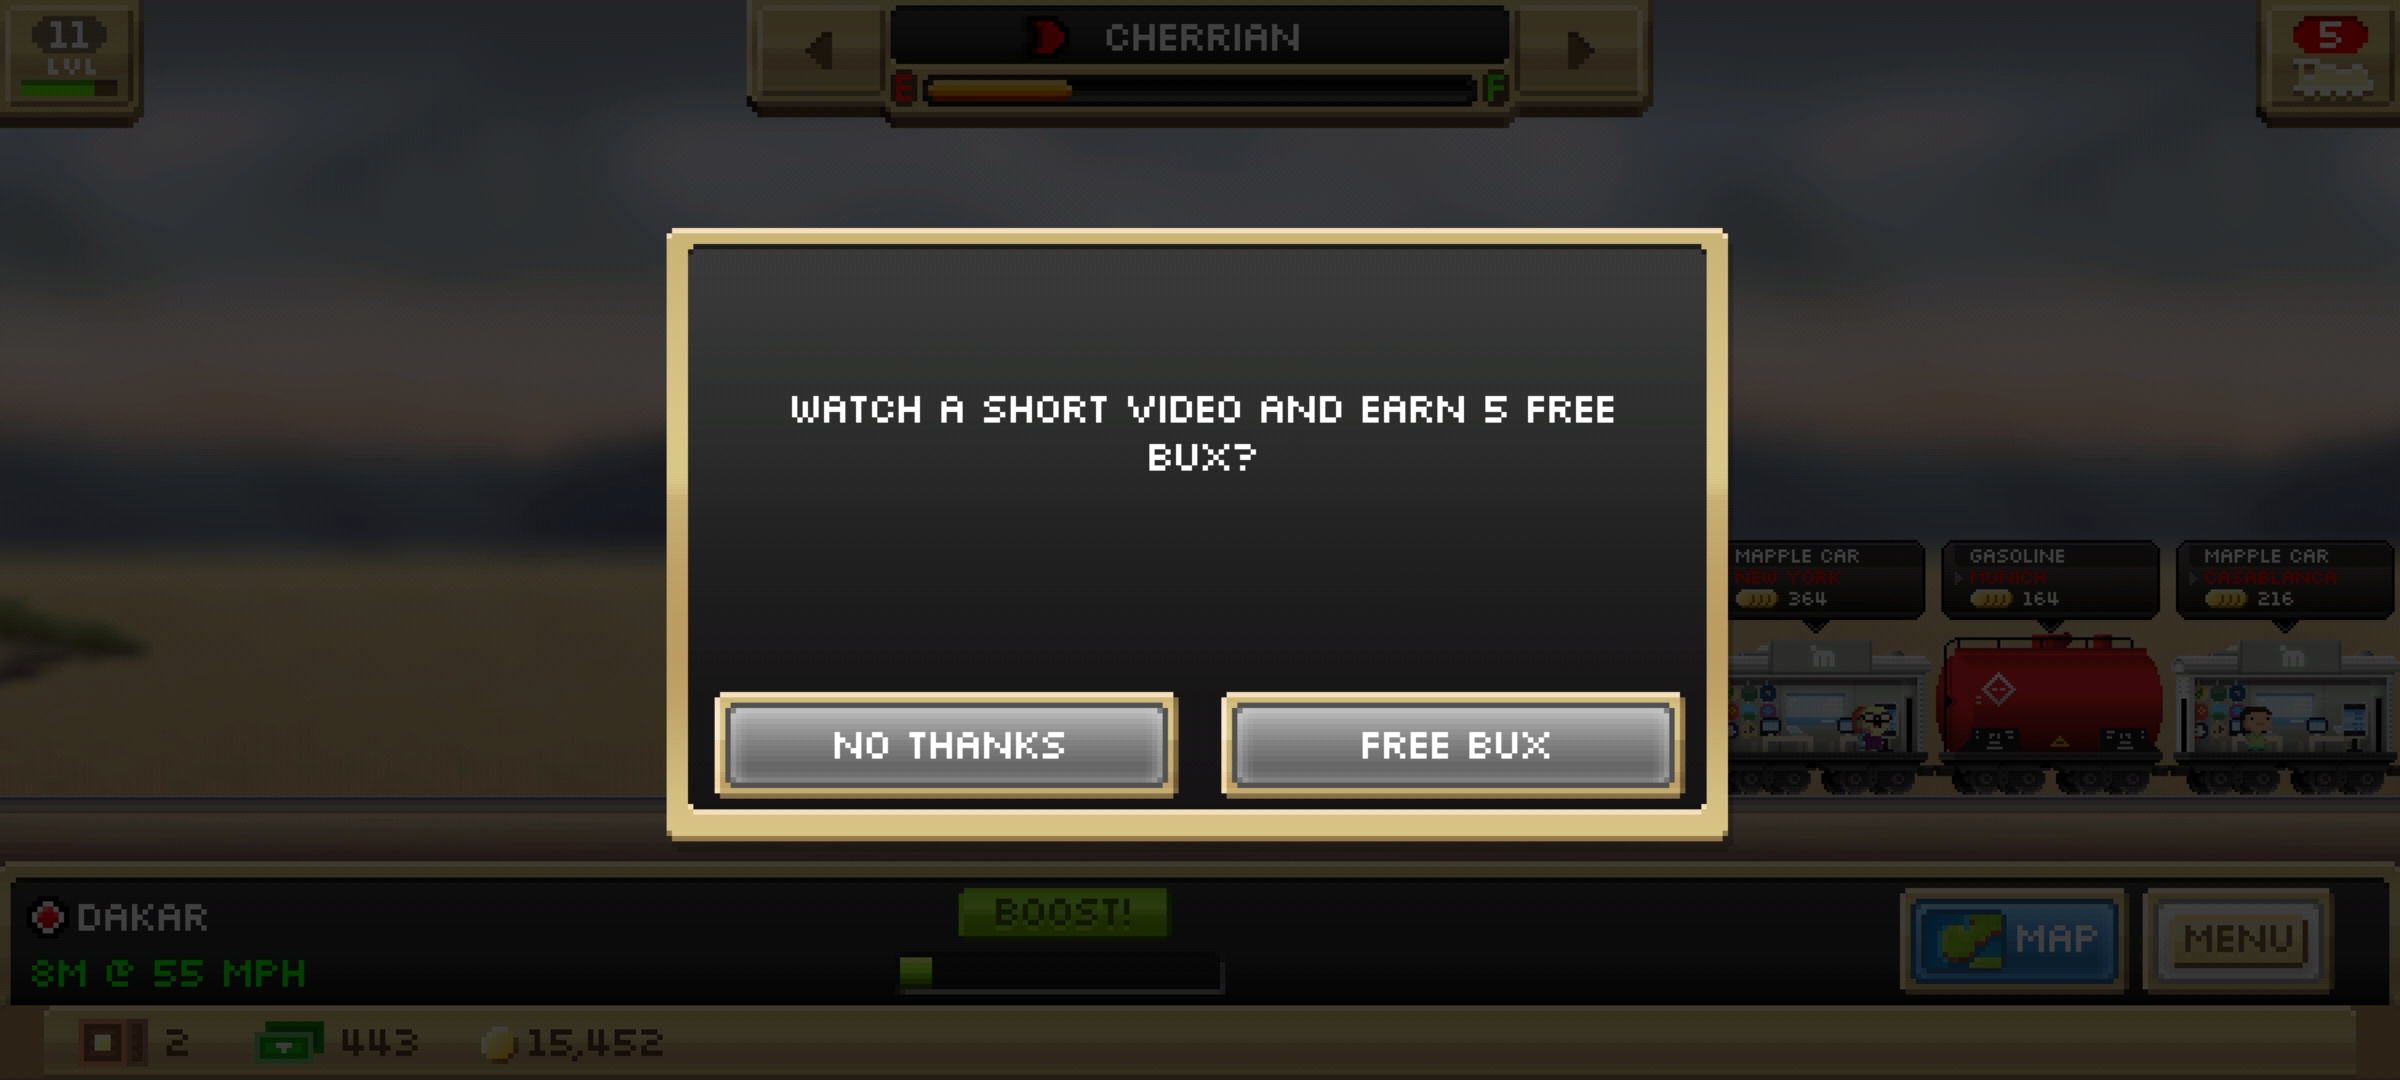 11
LVL
CHERRIAN
E
F
5
WATCH A SHORT VIDEO AND EARN 5 FREE
BUX?
NO THANKS
FREE BUX
MAPPLE CAR
NEW YORK
364
GASOLINE
MUNICH
164
MAPPLE CAR
CASABLANCA
216
m
m
DAKAR
8M @ 55 MPH
BOOST!
MAP
MENU
2
443
15,452